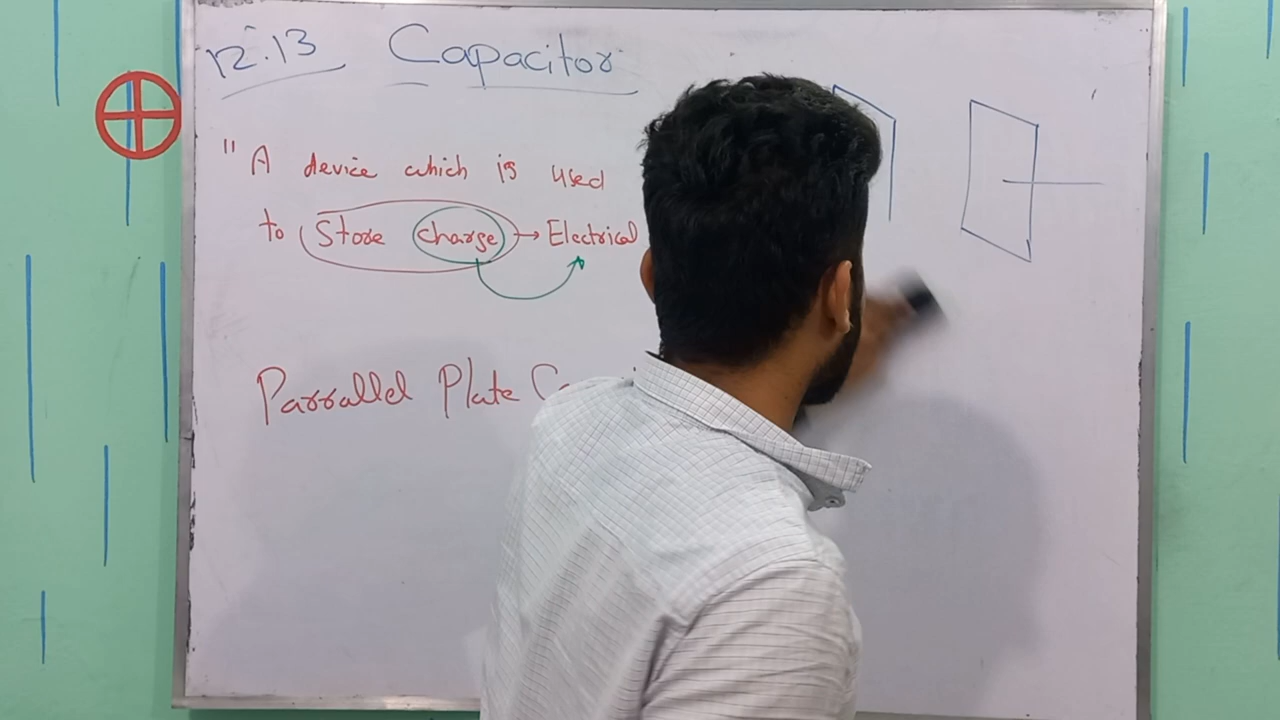 12.13 Capacitor
" A device which is used
to Store charge → Electrical
Parrallel Plate